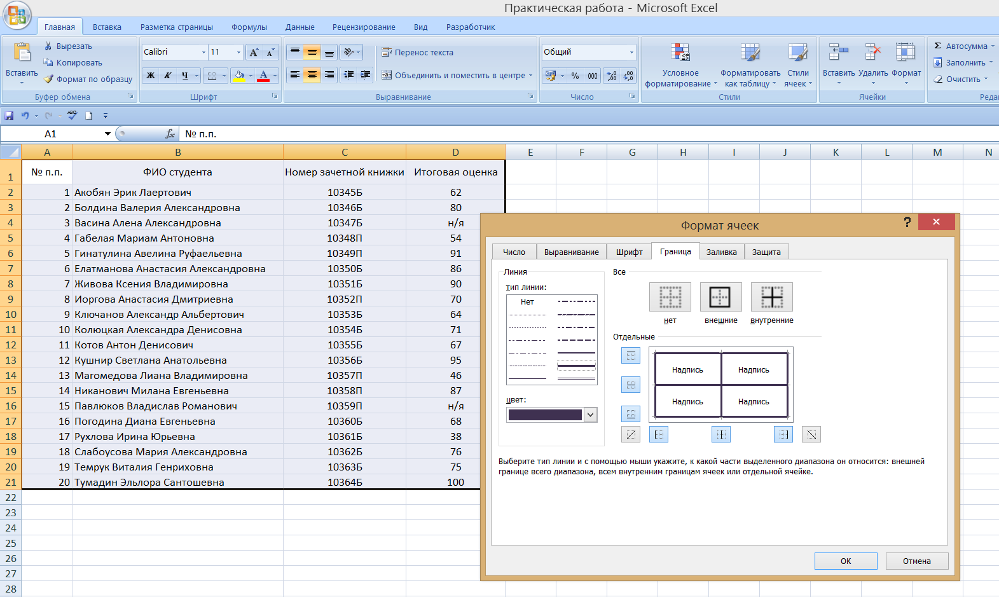 Практическая работа - Microsoft Excel
Главная Вставка Разметка страницы Формулы Данные Рецензирование Вид Разработчик
Вставить
Вырезать
Копировать
Формат по образцу
Буфер обмена
Calibri 11
Ж К Ч А
Шрифт
Перенос текста
Объединить и поместить в центре
Выравнивание
Общий
% 000
Число
Условное форматирование
Форматировать как таблицу
Стили ячеек
Стили
Вставить Удалить Формат
Ячейки
Σ Автосумма
Заполнить
Очистить
Реда
A1 fx № п.п.
A B C D E F G H I J K L M N
1 № п.п. ФИО студента Номер зачетной книжки Итоговая оценка
2 1 Акобян Эрик Лаертович 10345Б 62
3 2 Болдина Валерия Александровна 10346Б 80
4 3 Васина Алена Александровна 10347Б н/я
5 4 Габелая Мариам Антоновна 10348П 54
6 5 Гинатулина Авелина Руфаельевна 10349П 91
7 6 Елатманова Анастасия Александровна 10350Б 86
8 7 Живова Ксения Владимировна 10351Б 90
9 8 Иоргова Анастасия Дмитриевна 10352П 70
10 9 Ключанов Александр Альбертович 10353Б 64
11 10 Колюцкая Александра Денисовна 10354Б 71
12 11 Котов Антон Денисович 10355Б 67
13 12 Кушнир Светлана Анатольевна 10356Б 95
14 13 Магомедова Лиана Владимировна 10357П 46
15 14 Никанович Милана Евгеньевна 10358П 87
16 15 Павлюков Владислав Романович 10359П н/я
17 16 Погодина Диана Евгеньевна 10360Б 68
18 17 Рухлова Ирина Юрьевна 10361Б 38
19 18 Слабоусова Мария Александровна 10362Б 76
20 19 Темрук Виталия Генриховна 10363Б 75
21 20 Тумадин Эльлора Сантошевна 10364Б 100
22
23
24
25
26
27
28
Формат ячеек ?
Число Выравнивание Шрифт Граница Заливка Защита
Линия
тип линии:
Нет
цвет:
Все
нет внешние внутренние
Отдельные
Надпись Надпись
Надпись Надпись
Выберите тип линии и с помощью мыши укажите, к какой части выделенного диапазона он относится: внешней
границе всего диапазона, всем внутренним границам ячеек или отдельной ячейке.
ОК Отмена